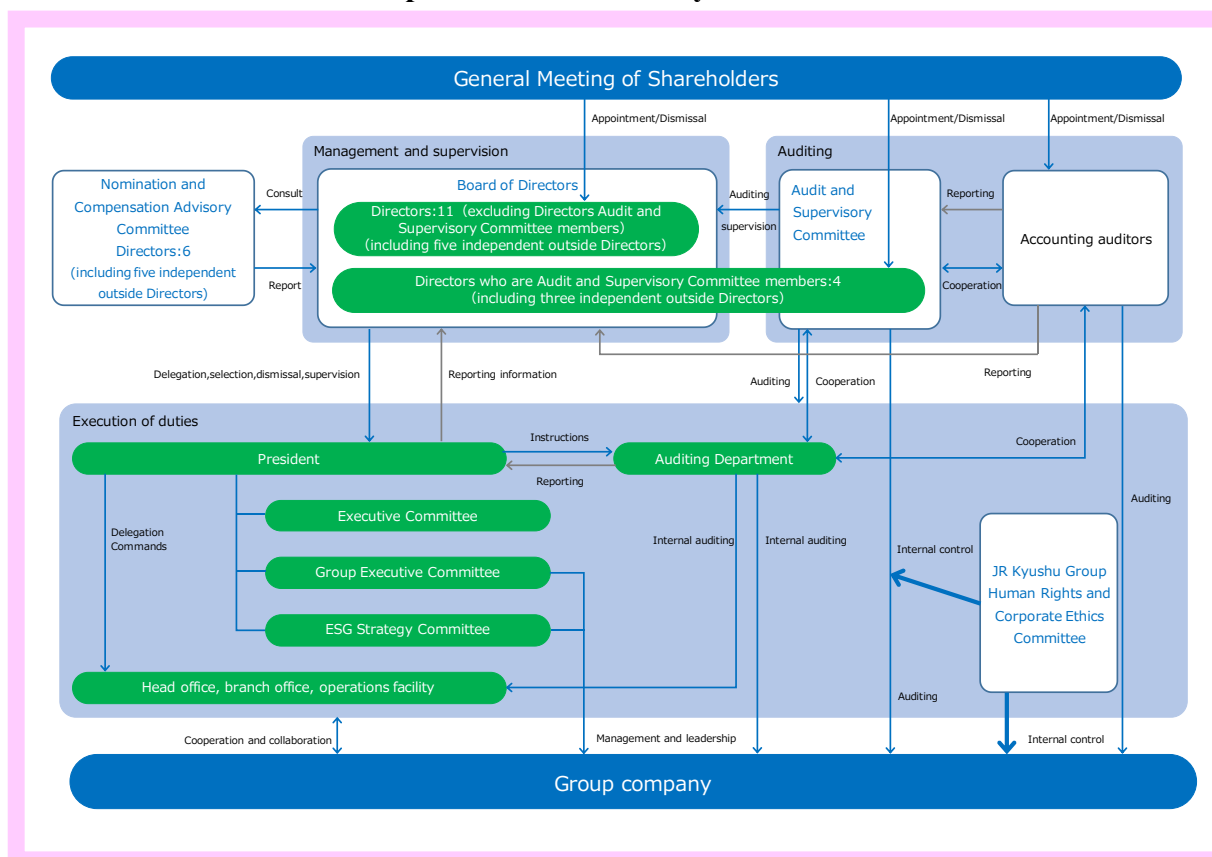 General Meeting of Shareholders
Appointment/Dismissal
Appointment/Dismissal
Appointment/Dismissal
Management and supervision
Auditing
Nomination and
Compensation Advisory
Committee
Directors:6
(including five independent
outside Directors)
Consult
Report
Board of Directors
Directors:11（excluding Directors Audit and
Supervisory Committee members)
(including five independent outside Directors)
Auditing
supervision
Audit and
Supervisory
Committee
Reporting
Cooperation
Accounting auditors
Directors who are Audit and Supervisory Committee members:4
(including three independent outside Directors)
Delegation,selection,dismissal,supervision
Reporting information
Auditing
Cooperation
Reporting
Execution of duties
President
Instructions
Reporting
Auditing Department
Cooperation
Auditing
Executive Committee
Delegation
Commands
Internal auditing
Internal auditing
Internal control
Group Executive Committee
JR Kyushu Group
Human Rights and
Corporate Ethics
Committee
ESG Strategy Committee
Head office, branch office, operations facility
Auditing
Cooperation and collaboration
Management and leadership
Internal control
Group company